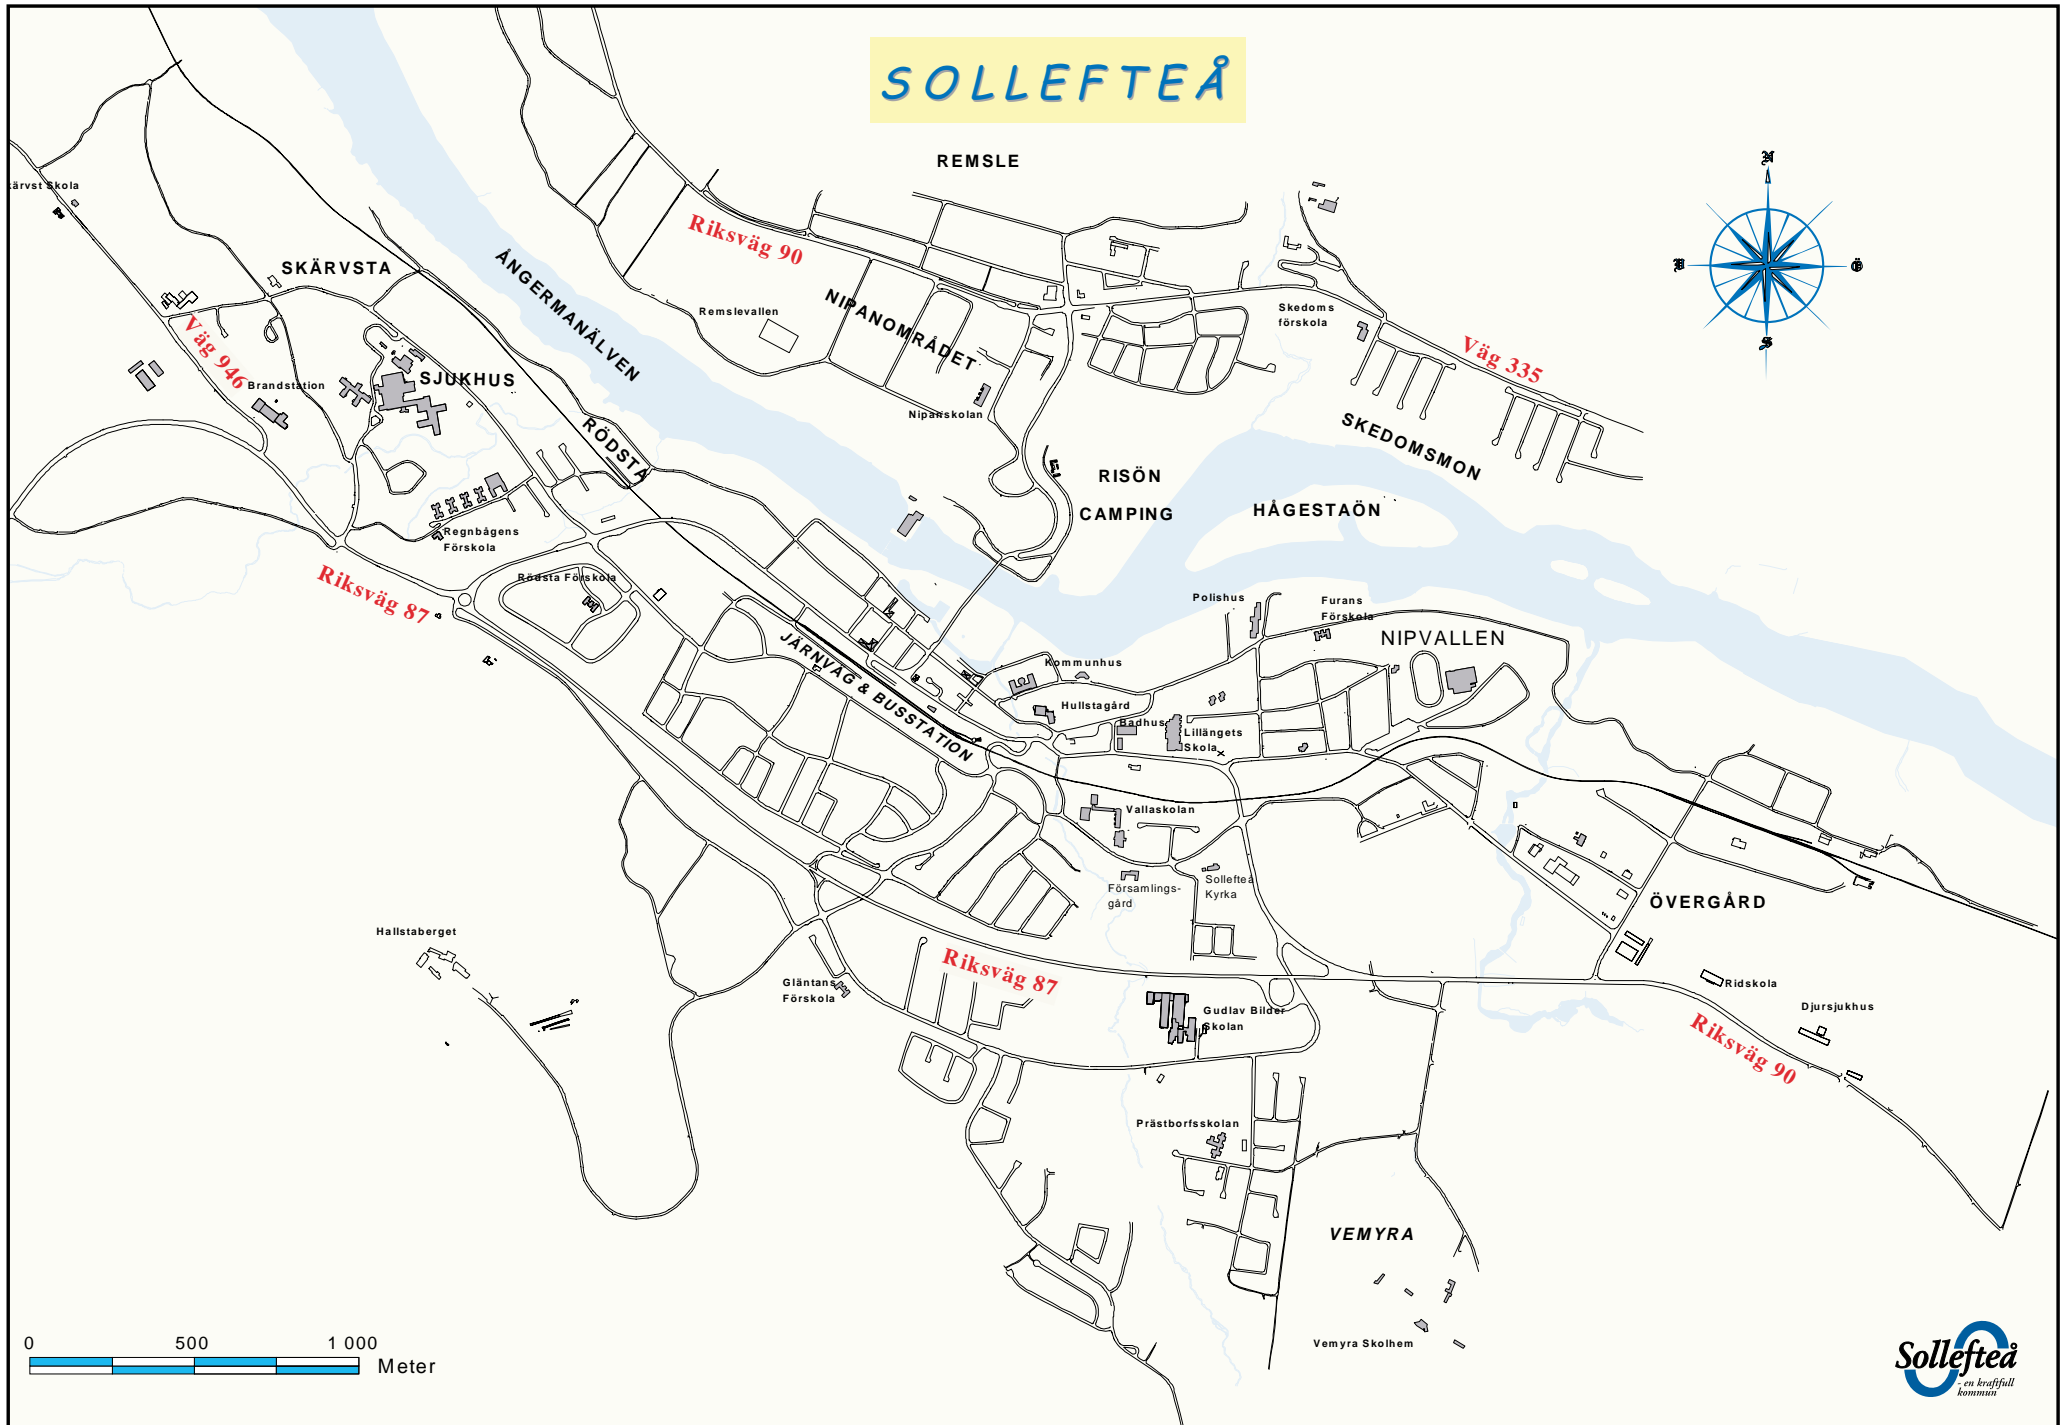 SOLLEFTEÅ
REMSLE
kärvst Skola
Riksväg 90
SKÄRVSTA
ÅNGERMANÄLVEN
NIPANOMRÅDET
Remslevallen
Skedoms
förskola
Väg 946
Väg 335
Brandstation
SJUKHUS
Nipanskolan
RÖDSTA
SKEDOMSMON
RISÖN
CAMPING
HÅGESTAÖN
Regnbågens
Förskola
Riksväg 87
Rödsta Förskola
Polishus
Furans
Förskola
NIPVALLEN
JÄRNVÄG & BUSSTATION
Kommunhus
Hullstagård
Badhus
Lillängets
Skola
Vallaskolan
Församlings-
gård
Sollefteå
Kyrka
ÖVERGÅRD
Hallstaberget
Riksväg 87
Gläntans
Förskola
Gudlav Bilder
Skolan
Ridskola
Djursjukhus
Riksväg 90
Prästborfsskolan
VEMYRA
Vemyra Skolhem
0 500 1 000
Meter
Sollefteå
- en kraftfull
kommun